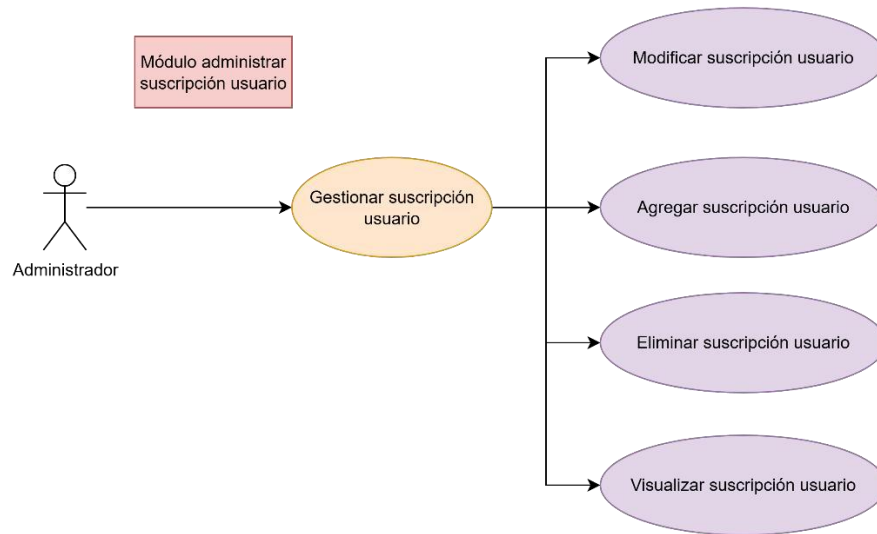 Módulo administrar
suscripción usuario
Modificar suscripción usuario
Gestionar suscripción
usuario
Agregar suscripción usuario
Administrador
Eliminar suscripción usuario
Visualizar suscripción usuario